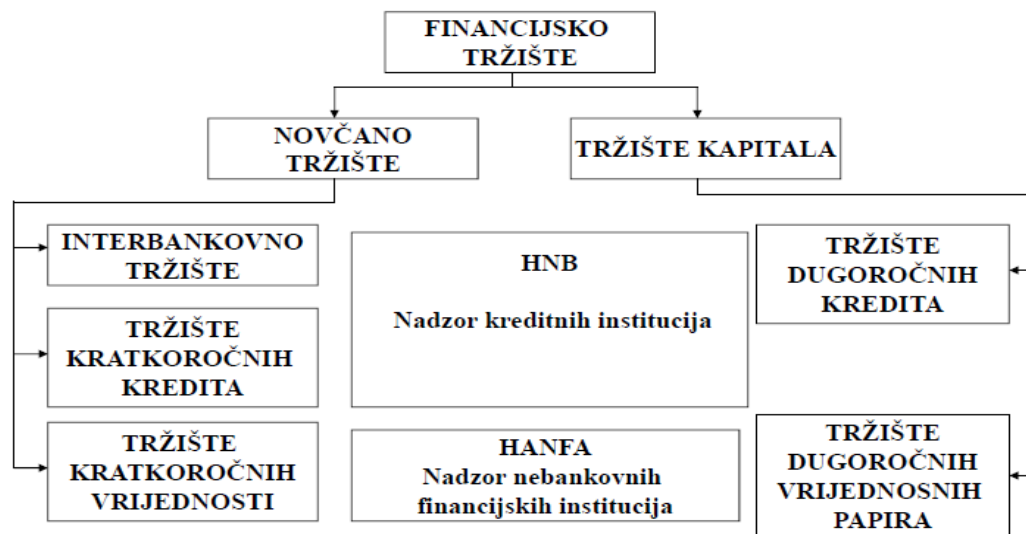 FINANCIJSKO
TRŽIŠTE
NOVČANO
TRŽIŠTE
TRŽIŠTE KAPITALA
INTERBANKOVNO
TRŽIŠTE
TRŽIŠTE
KRATKOROČNIH
KREDITA
TRŽIŠTE
KRATKOROČNIH
VRIJEDNOSTI
HNB
Nadzor kreditnih institucija
HANFA
Nadzor nebankovnih
financijskih institucija
TRŽIŠTE
DUGOROČNIH
KREDITA
TRŽIŠTE
DUGOROČNIH
VRIJEDNOSNIH
PAPIRA